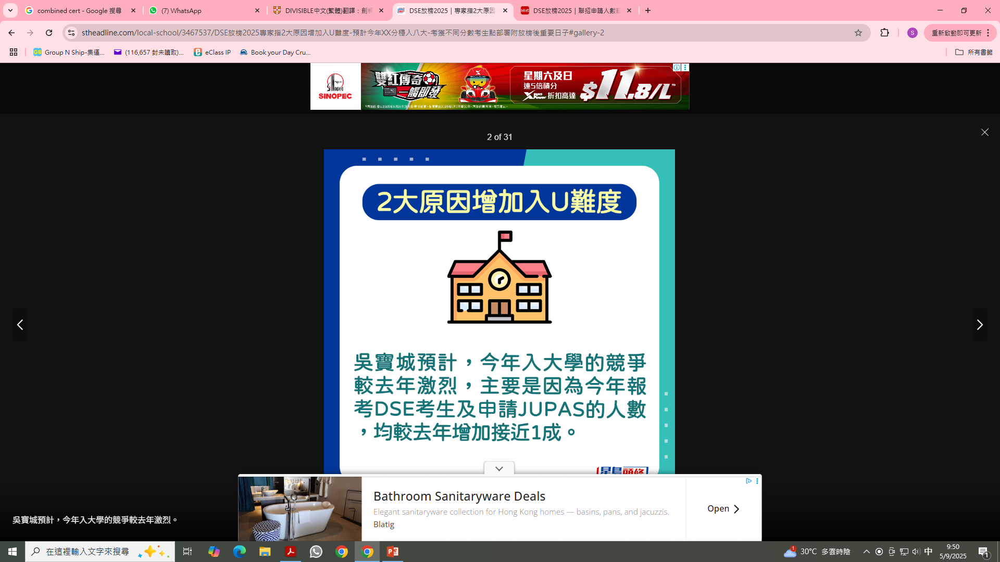 combined cert - Google 搜尋
(7) WhatsApp
DIVISIBLE中文(繁體)翻譯：劍橋
DSE放榜2025｜專家指2大原因
DSE放榜2025｜聯招申請人數
stheadline.com/local-school/3467537/DSE放榜2025專家指2大原因增加入U難度-預計今年XX分穩入八大-考獲不同分數考生點部署附放榜後重要日子#gallery-2
S
重新啟動即可更新
Group N Ship-集運...
(116,657 封未讀取)...
eClass IP
Book your Day Cru...
所有書籤
SINOPEC
雙紅傳奇
一觸即發
星期六及日
連5倍積分
X Power 折扣高達
$11.8/L
2 of 31
2大原因增加入U難度
吳寶城預計，今年入大學的競爭
較去年激烈，主要是因為今年報
考DSE考生及申請JUPAS的人數
，均較去年增加接近1成。
星島頭條
Bathroom Sanitaryware Deals
Elegant sanitaryware collection for Hong Kong homes — basins, pans, and jacuzzis.
Blatig
Open
吳寶城預計，今年入大學的競爭較去年激烈。
在這裡輸入文字來搜尋
1
30°C 多雲時陰
中
9:50
5/9/2025
1